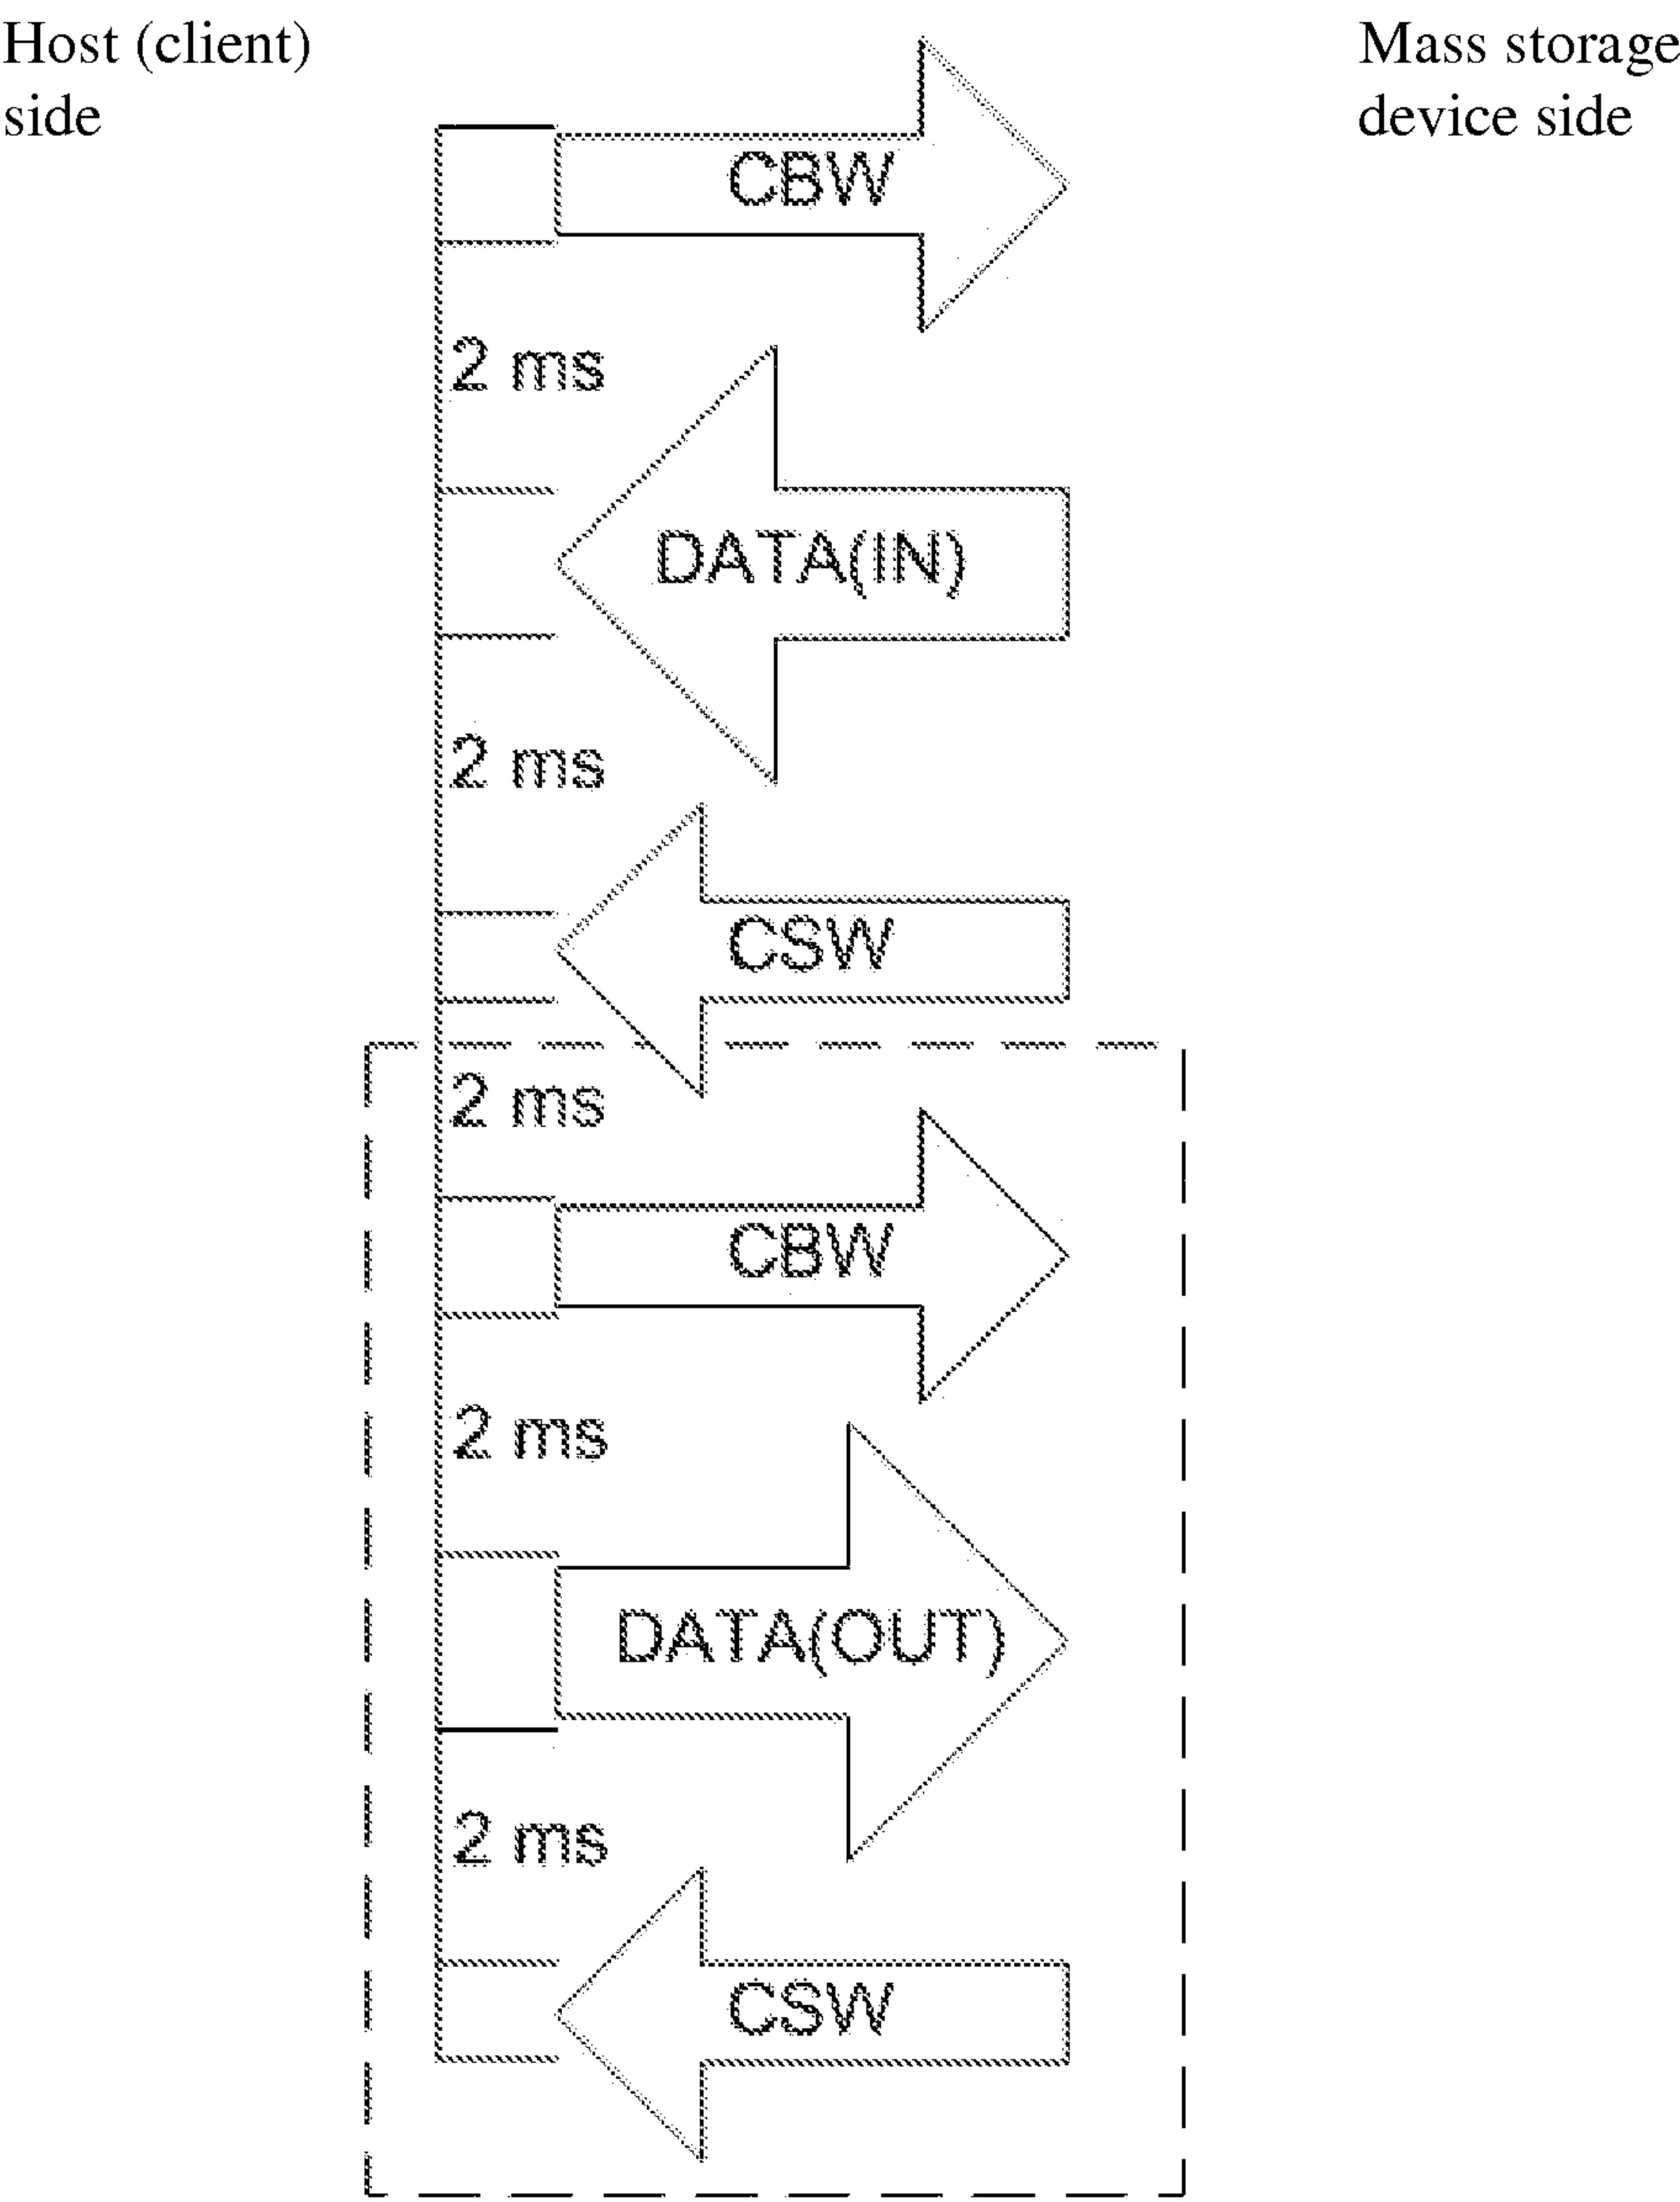 Host (client)
side
Mass storage
device side
CBW
2 ms
DATA(IN)
2 ms
CSW
2 ms
CBW
2 ms
DATA(OUT)
2 ms
CSW